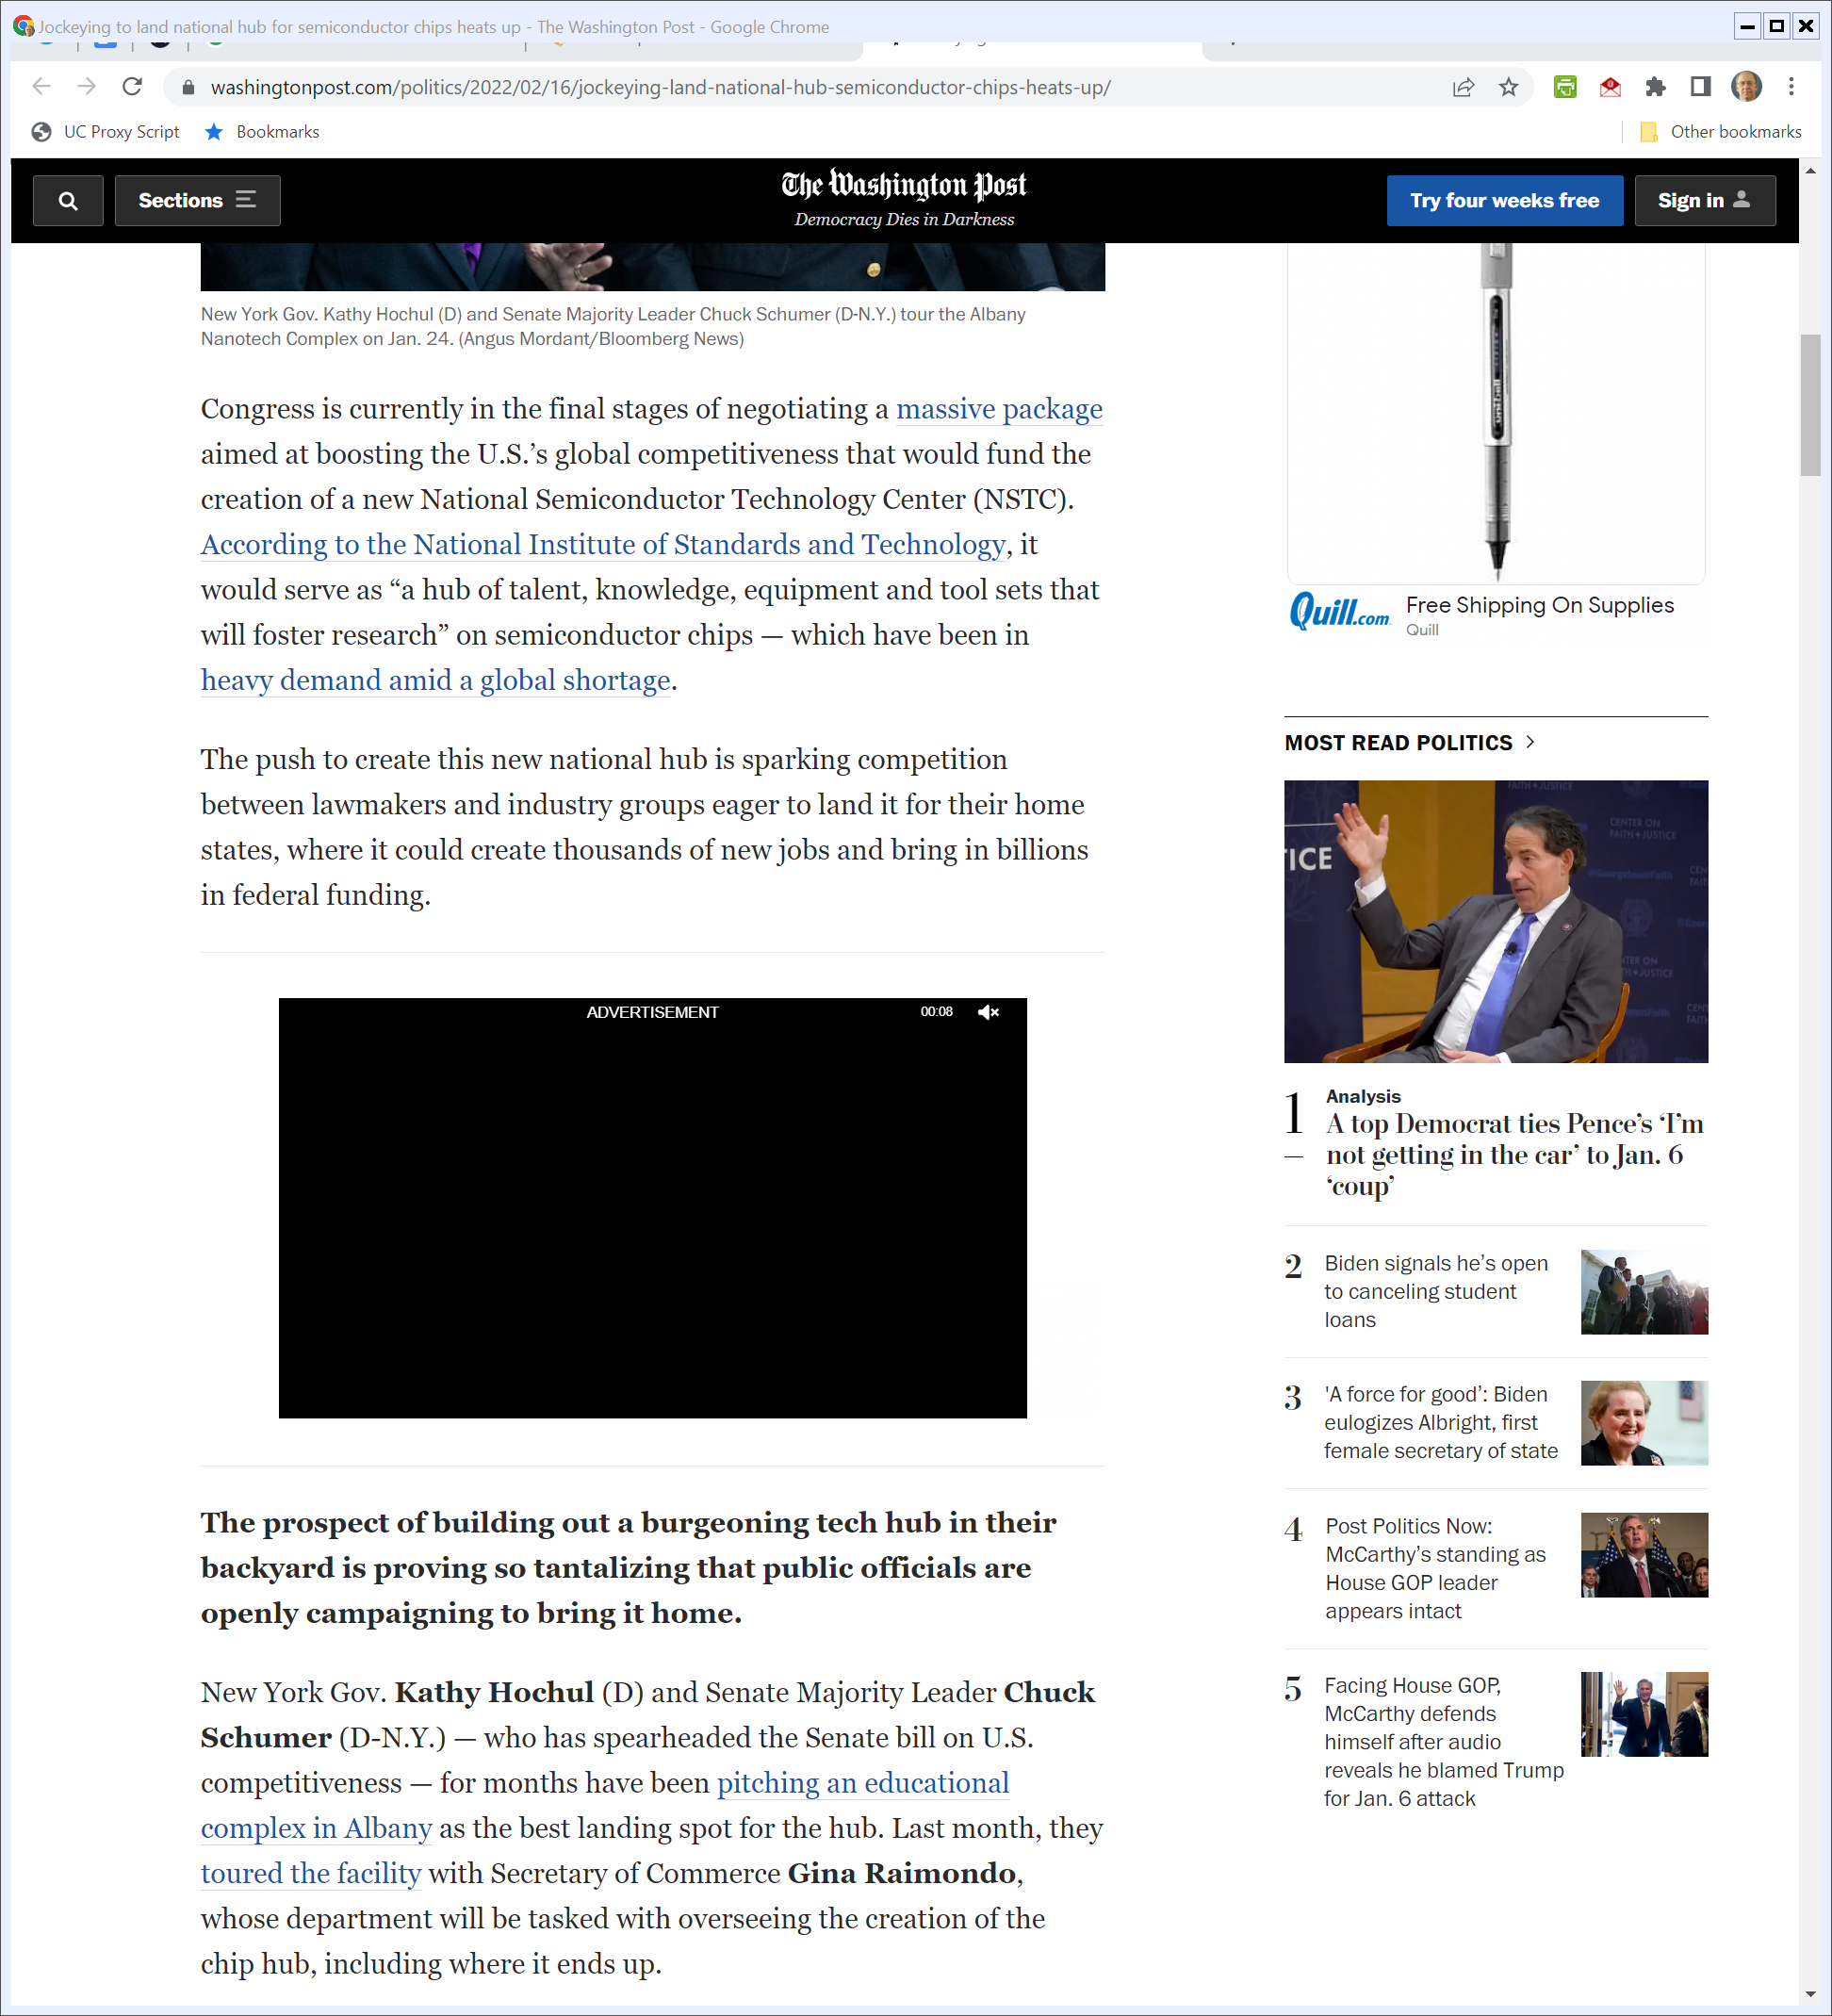 Jockeying to land national hub for semiconductor chips heats up - The Washington Post - Google Chrome
washingtonpost.com/politics/2022/02/16/jockeying-land-national-hub-semiconductor-chips-heats-up/
UC Proxy Script
Bookmarks
Other bookmarks
Sections
The Washington Post
Democracy Dies in Darkness
Try four weeks free
Sign in
New York Gov. Kathy Hochul (D) and Senate Majority Leader Chuck Schumer (D-N.Y.) tour the Albany
Nanotech Complex on Jan. 24. (Angus Mordant/Bloomberg News)
Congress is currently in the final stages of negotiating a massive package
aimed at boosting the U.S.’s global competitiveness that would fund the
creation of a new National Semiconductor Technology Center (NSTC).
According to the National Institute of Standards and Technology, it
would serve as “a hub of talent, knowledge, equipment and tool sets that
will foster research” on semiconductor chips — which have been in
heavy demand amid a global shortage.
The push to create this new national hub is sparking competition
between lawmakers and industry groups eager to land it for their home
states, where it could create thousands of new jobs and bring in billions
in federal funding.
ADVERTISEMENT
00:08
The prospect of building out a burgeoning tech hub in their
backyard is proving so tantalizing that public officials are
openly campaigning to bring it home.
New York Gov. Kathy Hochul (D) and Senate Majority Leader Chuck
Schumer (D-N.Y.) — who has spearheaded the Senate bill on U.S.
competitiveness — for months have been pitching an educational
complex in Albany as the best landing spot for the hub. Last month, they
toured the facility with Secretary of Commerce Gina Raimondo,
whose department will be tasked with overseeing the creation of the
chip hub, including where it ends up.
Quill.com
Free Shipping On Supplies
Quill
MOST READ POLITICS
TICE
CENTER ON
FAITH+JUSTICE
1
Analysis
A top Democrat ties Pence’s ‘I’m
not getting in the car’ to Jan. 6
‘coup’
2
Biden signals he’s open
to canceling student
loans
3
'A force for good’: Biden
eulogizes Albright, first
female secretary of state
4
Post Politics Now:
McCarthy’s standing as
House GOP leader
appears intact
5
Facing House GOP,
McCarthy defends
himself after audio
reveals he blamed Trump
for Jan. 6 attack